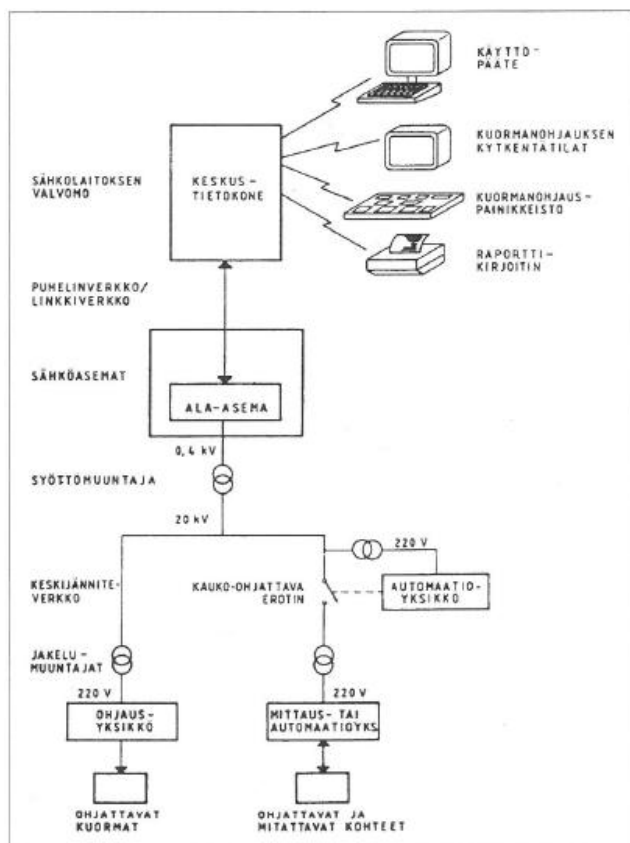 KÄYTTÖ-
PÄÄTE
KUORMANOHJAUKSEN
KYTKENTÄTILAT
SÄHKÖLAITOKSEN
VALVOMO
KESKUS-
TIETOKONE
KUORMANOHJAUS-
PAINIKKEISTO
RAPORTTI-
KIRJOITIN
PUHELINVERKKO/
LINKKIVERKKO
SÄHKÖASEMAT
ALA-ASEMA
0,4 kV
SYÖTTÖMUUNTAJA
20 kV
220 V
KESKIJÄNNITE-
VERKKO
KAUKO-OHJATTAVA
EROTIN
AUTOMAATIO-
YKSIKKÖ
JAKELU-
MUUNTAJAT
220 V
220 V
OHJAUS-
YKSIKKÖ
MITTAUS- TAI
AUTOMAATIOYKS.
OHJATTAVAT
KUORMAT
OHJATTAVAT JA
MITATTAVAT KOHTEET